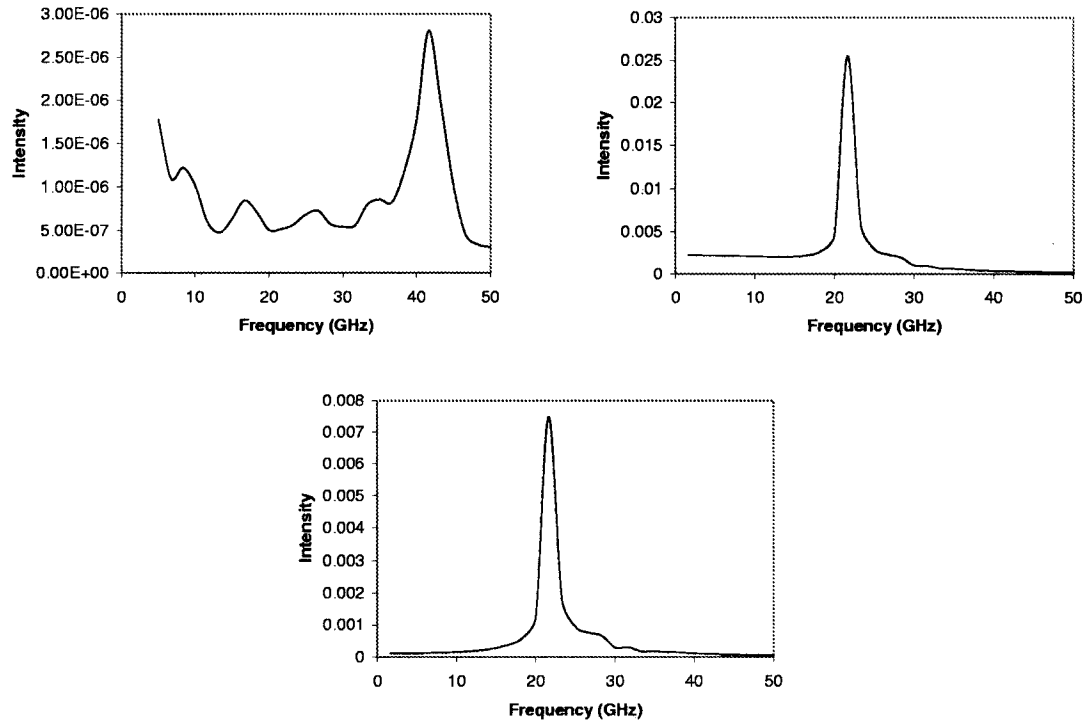 3.00E-06
2.50E-06
2.00E-06
1.50E-06
1.00E-06
5.00E-07
0.00E+00
Intensity
0 10 20 30 40 50
Frequency (GHz)
0.03
0.025
0.02
0.015
0.01
0.005
0
Intensity
0 10 20 30 40 50
Frequency (GHz)
0.008
0.007
0.006
0.005
0.004
0.003
0.002
0.001
0
Intensity
0 10 20 30 40 50
Frequency (GHz)